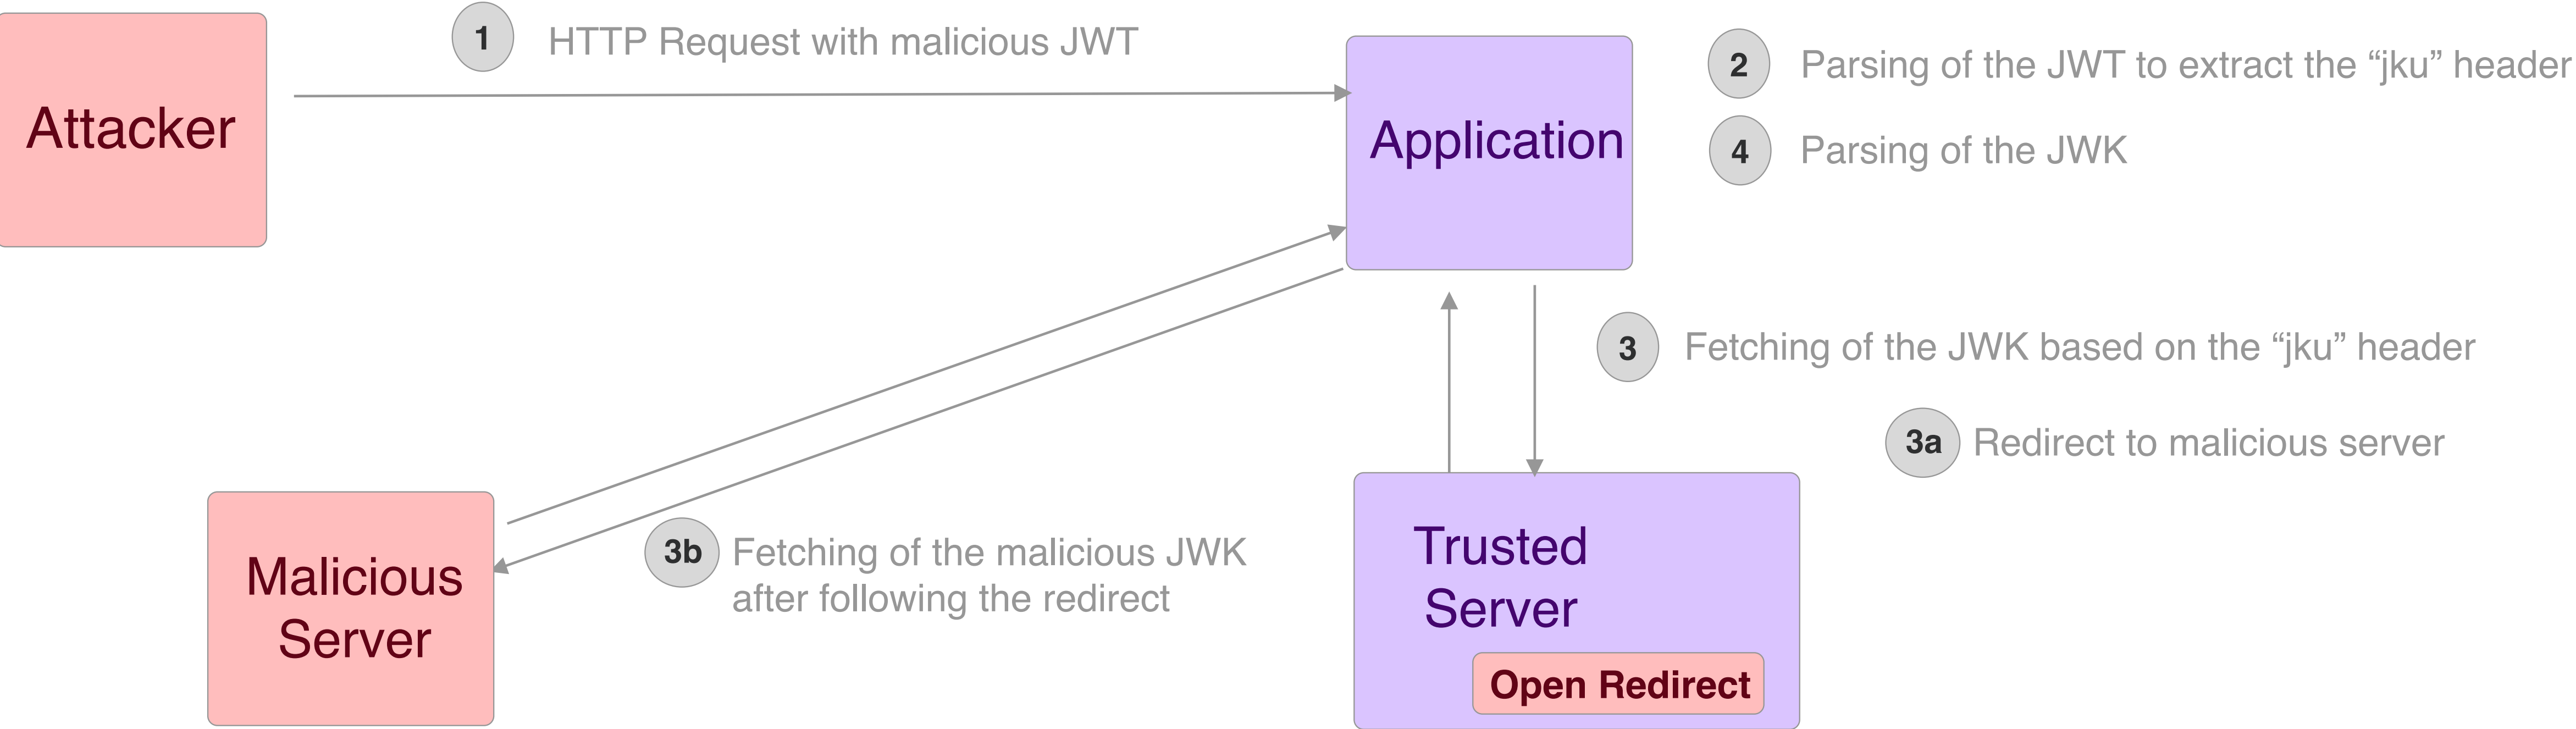 1 HTTP Request with malicious JWT
Attacker
Application
2 Parsing of the JWT to extract the “jku” header
4 Parsing of the JWK
3 Fetching of the JWK based on the “jku” header
3a Redirect to malicious server
3b Fetching of the malicious JWK
after following the redirect
Malicious
Server
Trusted
Server
Open Redirect